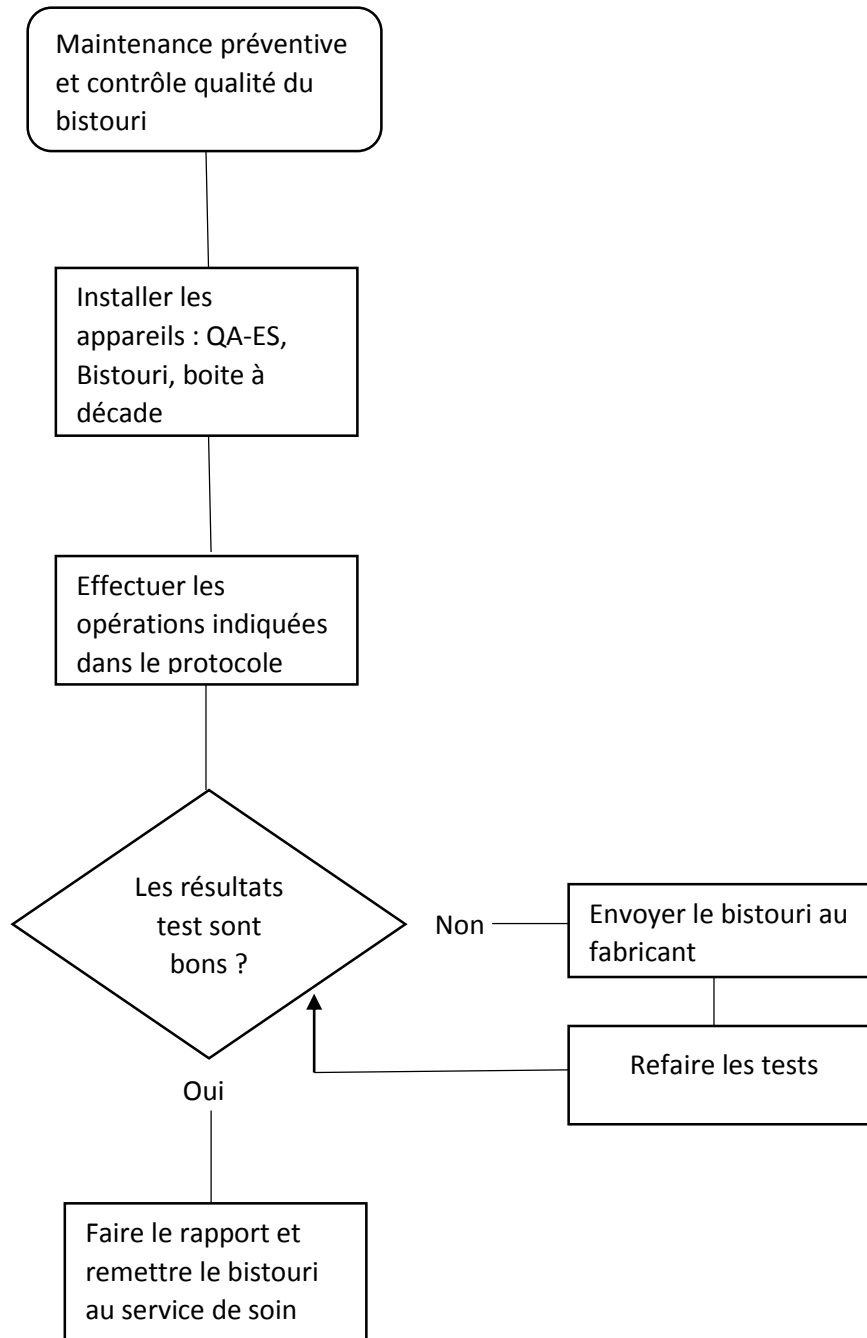 Maintenance préventive
et contrôle qualité du
bistouri
Installer les
appareils : QA-ES,
Bistouri, boite à
décade
Effectuer les
opérations indiquées
dans le protocole
Les résultats
test sont
bons ?
Non
Envoyer le bistouri au
fabricant
Refaire les tests
Oui
Faire le rapport et
remettre le bistouri
au service de soin